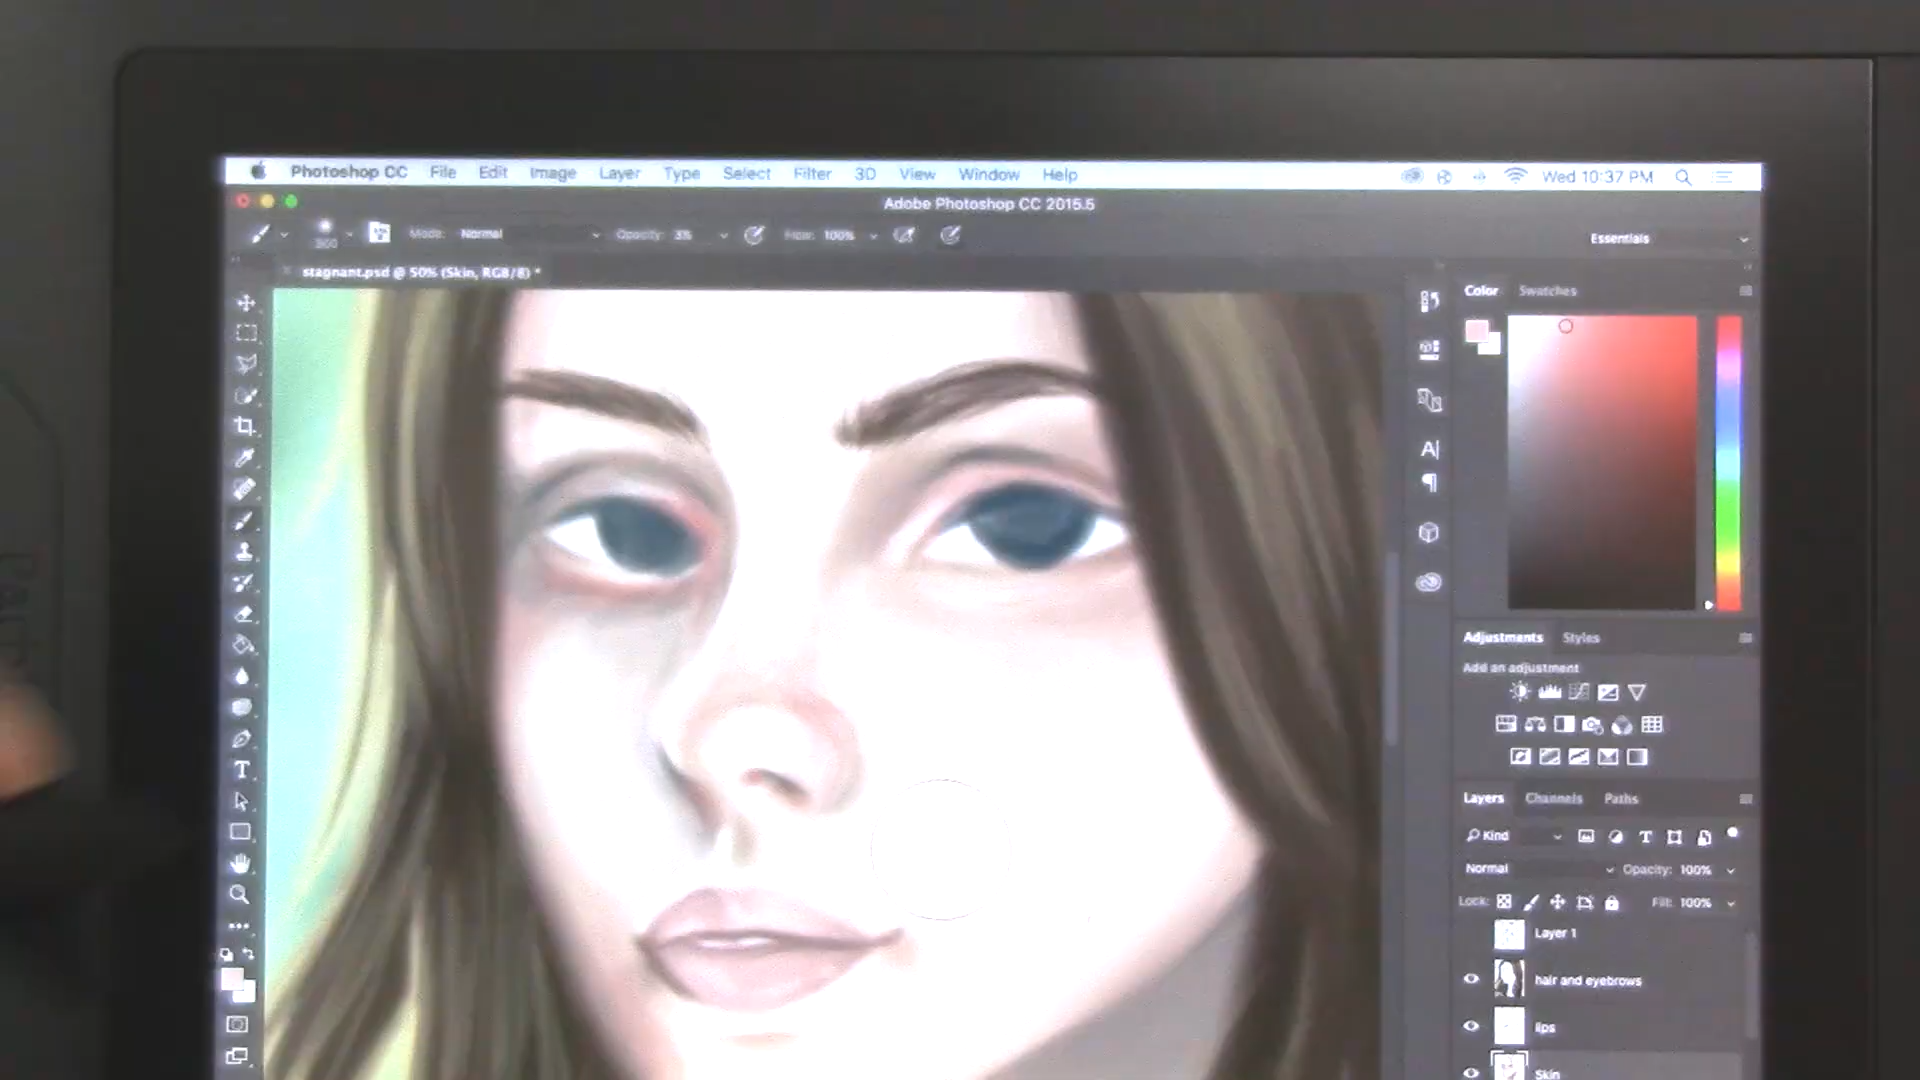 Photoshop CC File Edit Image Layer Type Select Filter 3D View Window Help Wed 10:37 PM
Adobe Photoshop CC 2015.5
300 Mode: Normal Opacity: 3% Flow: 100% Essentials
stagnant.psd @ 50% (Skin, RGB/8) *
Color Swatches
Adjustments Styles
Add an adjustment
Layers Channels Paths
Kind
Normal Opacity: 100%
Lock: Fill: 100%
Layer 1
hair and eyebrows
lips
Skin